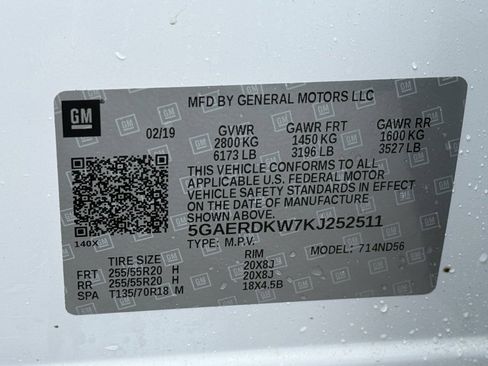 MFD BY GENERAL MOTORS LLC
GM
02/19 GVWR GAWR FRT GAWR RR
2800 KG 1450 KG 1600 KG
6173 LB 3196 LB 3527 LB
THIS VEHICLE CONFORMS TO ALL
APPLICABLE U.S. FEDERAL MOTOR
VEHICLE SAFETY STANDARDS IN EFFECT
ON THE DATE OF MANUFACTURE
SHOWN ABOVE.
5GAERDKW7KJ252511
140X TYPE: M.P.V. MODEL: 714ND56
TIRE SIZE RIM
FRT 255/55R20 H 20X8J
RR 255/55R20 H 20X8J
SPA T135/70R18 M 18X4.5B